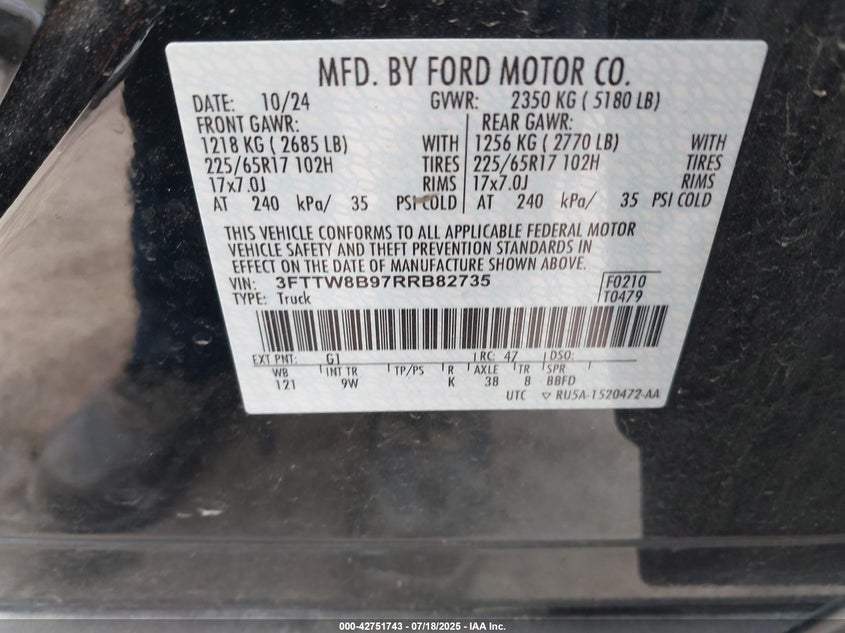 MFD. BY FORD MOTOR CO.
DATE: 10/24 GVWR: 2350 KG ( 5180 LB)
FRONT GAWR: REAR GAWR:
1218 KG ( 2685 LB) WITH 1256 KG ( 2770 LB) WITH
225/65R17 102H TIRES 225/65R17 102H TIRES
17x7.0J RIMS 17x7.0J RIMS
AT 240 kPa/ 35 PSI COLD AT 240 kPa/ 35 PSI COLD
THIS VEHICLE CONFORMS TO ALL APPLICABLE FEDERAL MOTOR
VEHICLE SAFETY AND THEFT PREVENTION STANDARDS IN
EFFECT ON THE DATE OF MANUFACTURE SHOWN ABOVE.
VIN: 3FTTW8B97RRB82735 F0210
TYPE: Truck T0479
EXT PNT: G1 RC: 47 DSO:
WB INT TR TP/PS R AXLE TR SPR
121 9W K 38 8 BBFD
UTC ▽ RU5A-1520472-AA
000-42751743 / 07/18/2025 - IAA Inc.